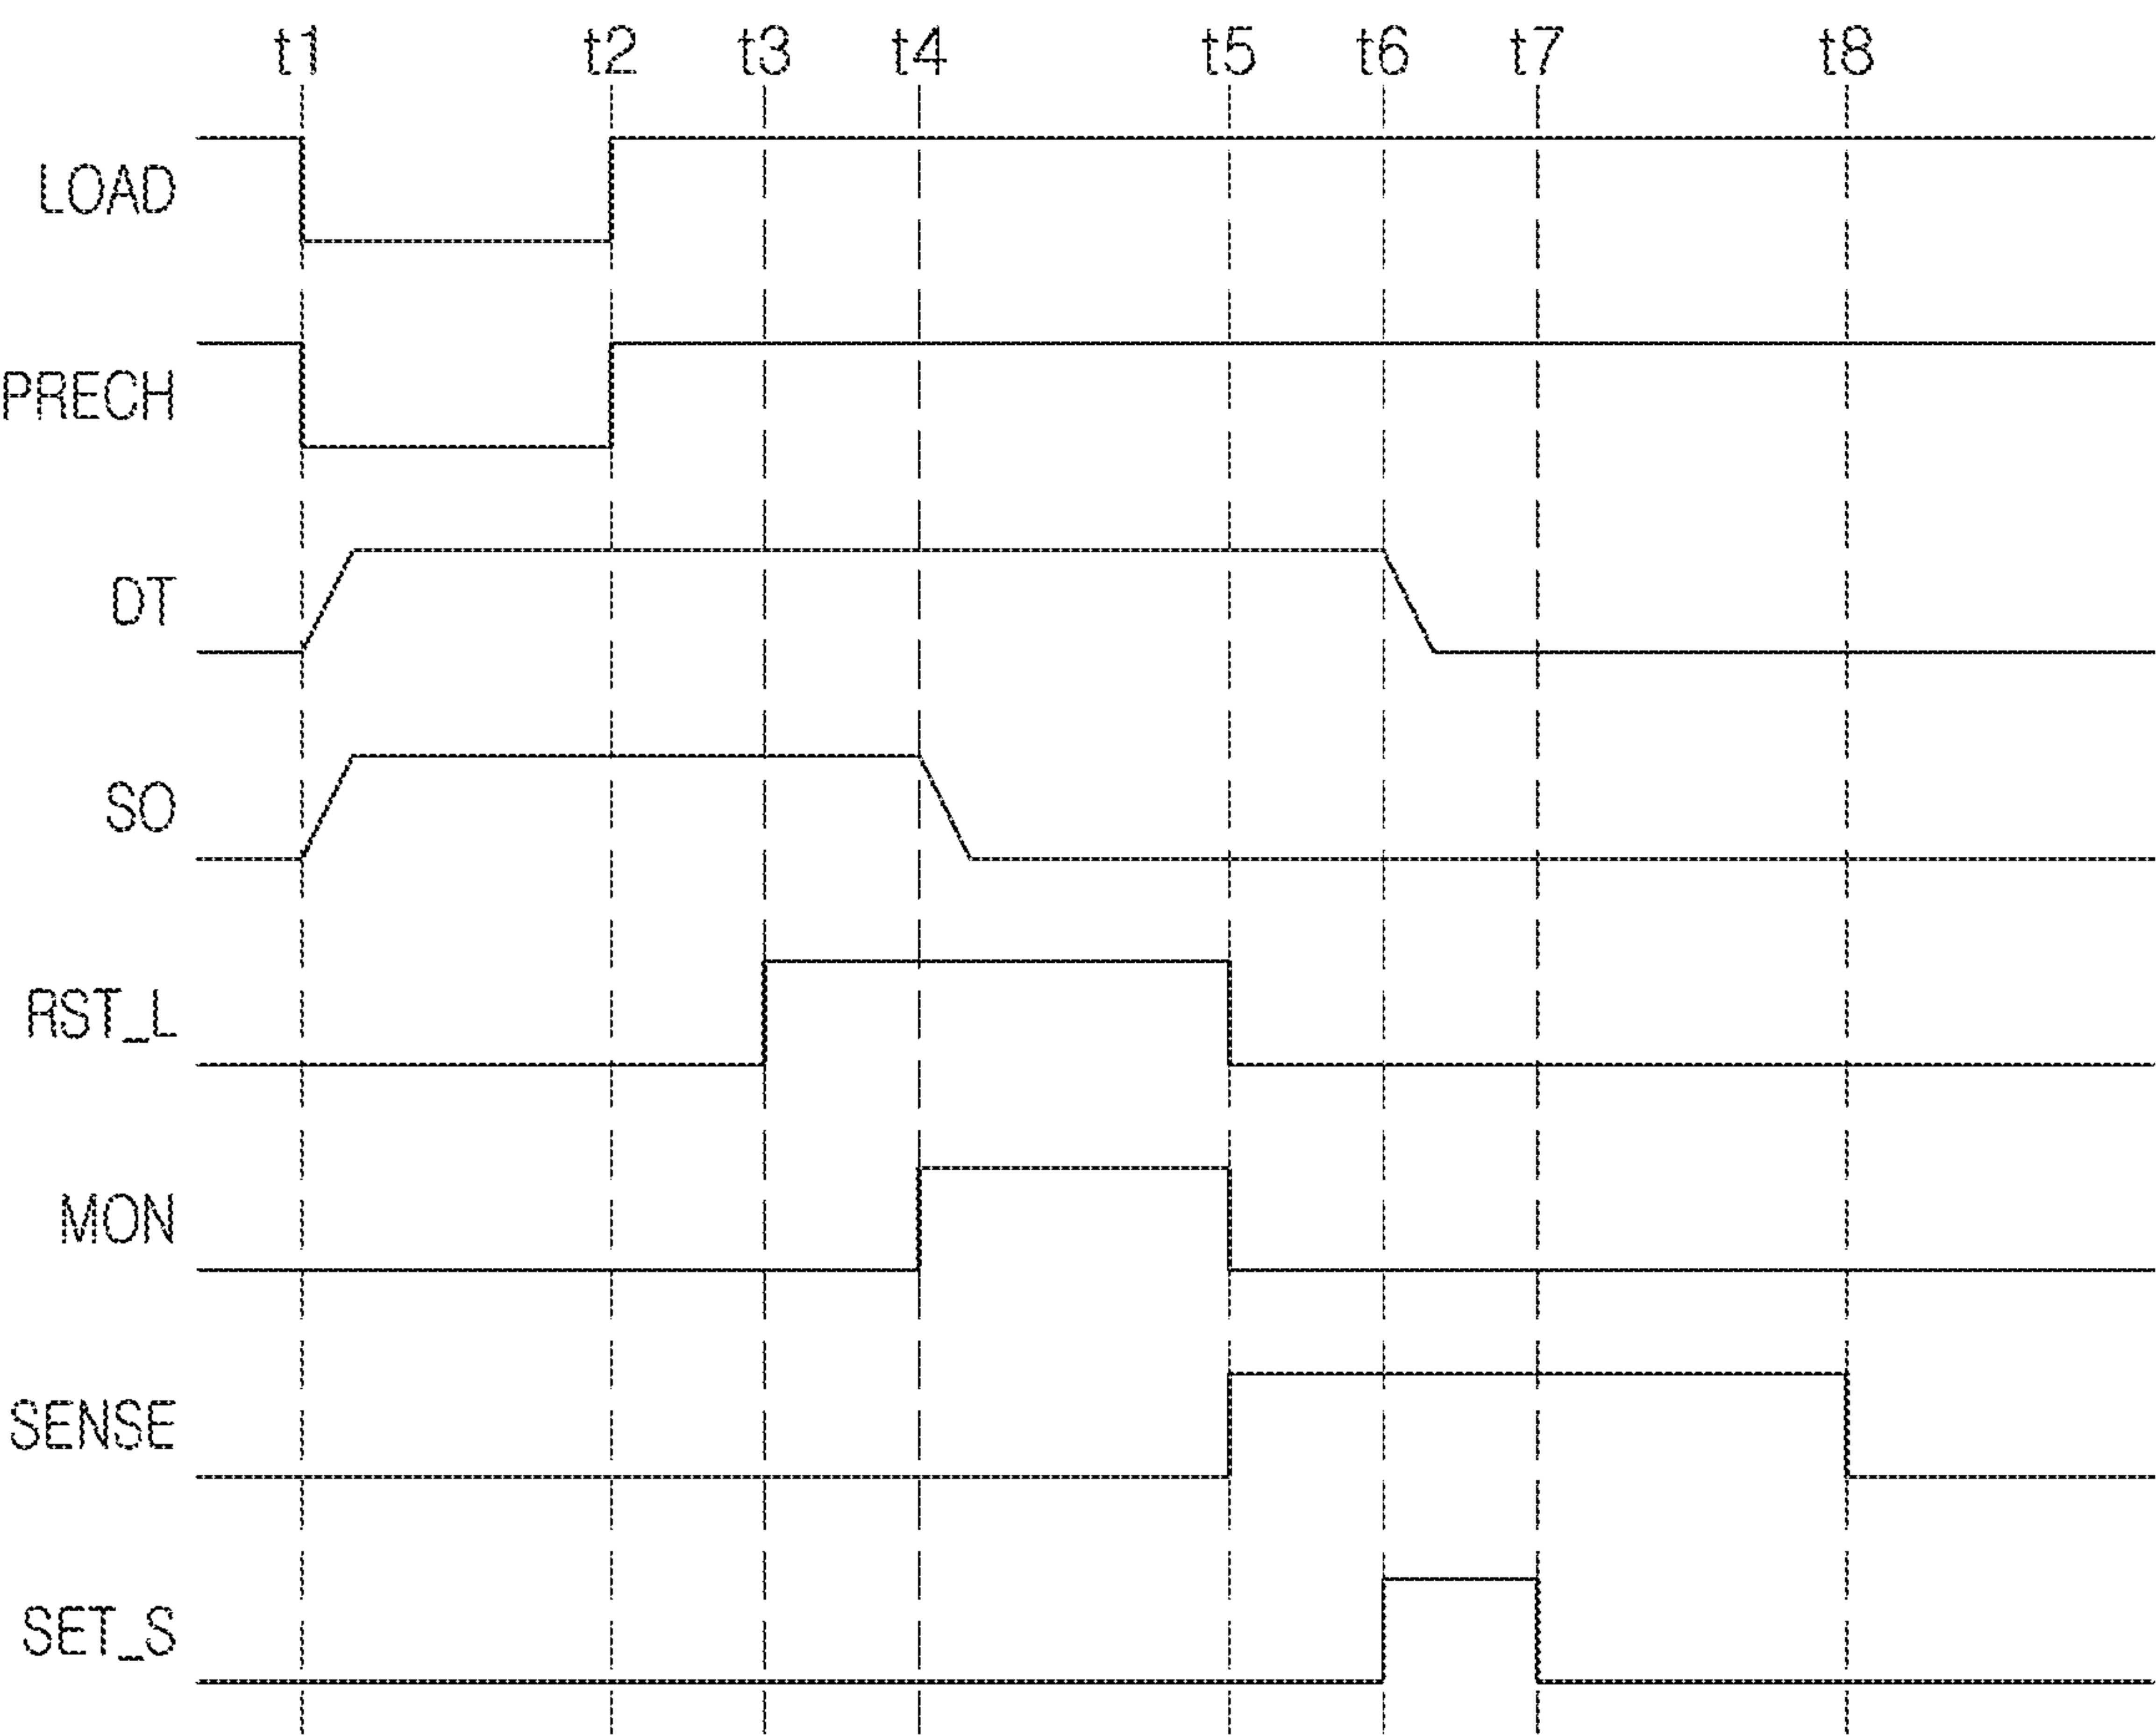 t1 t2 t3 t4 t5 t6 t7 t8
LOAD
PRECH
DT
SO
RST_L
MON
SENSE
SET_S